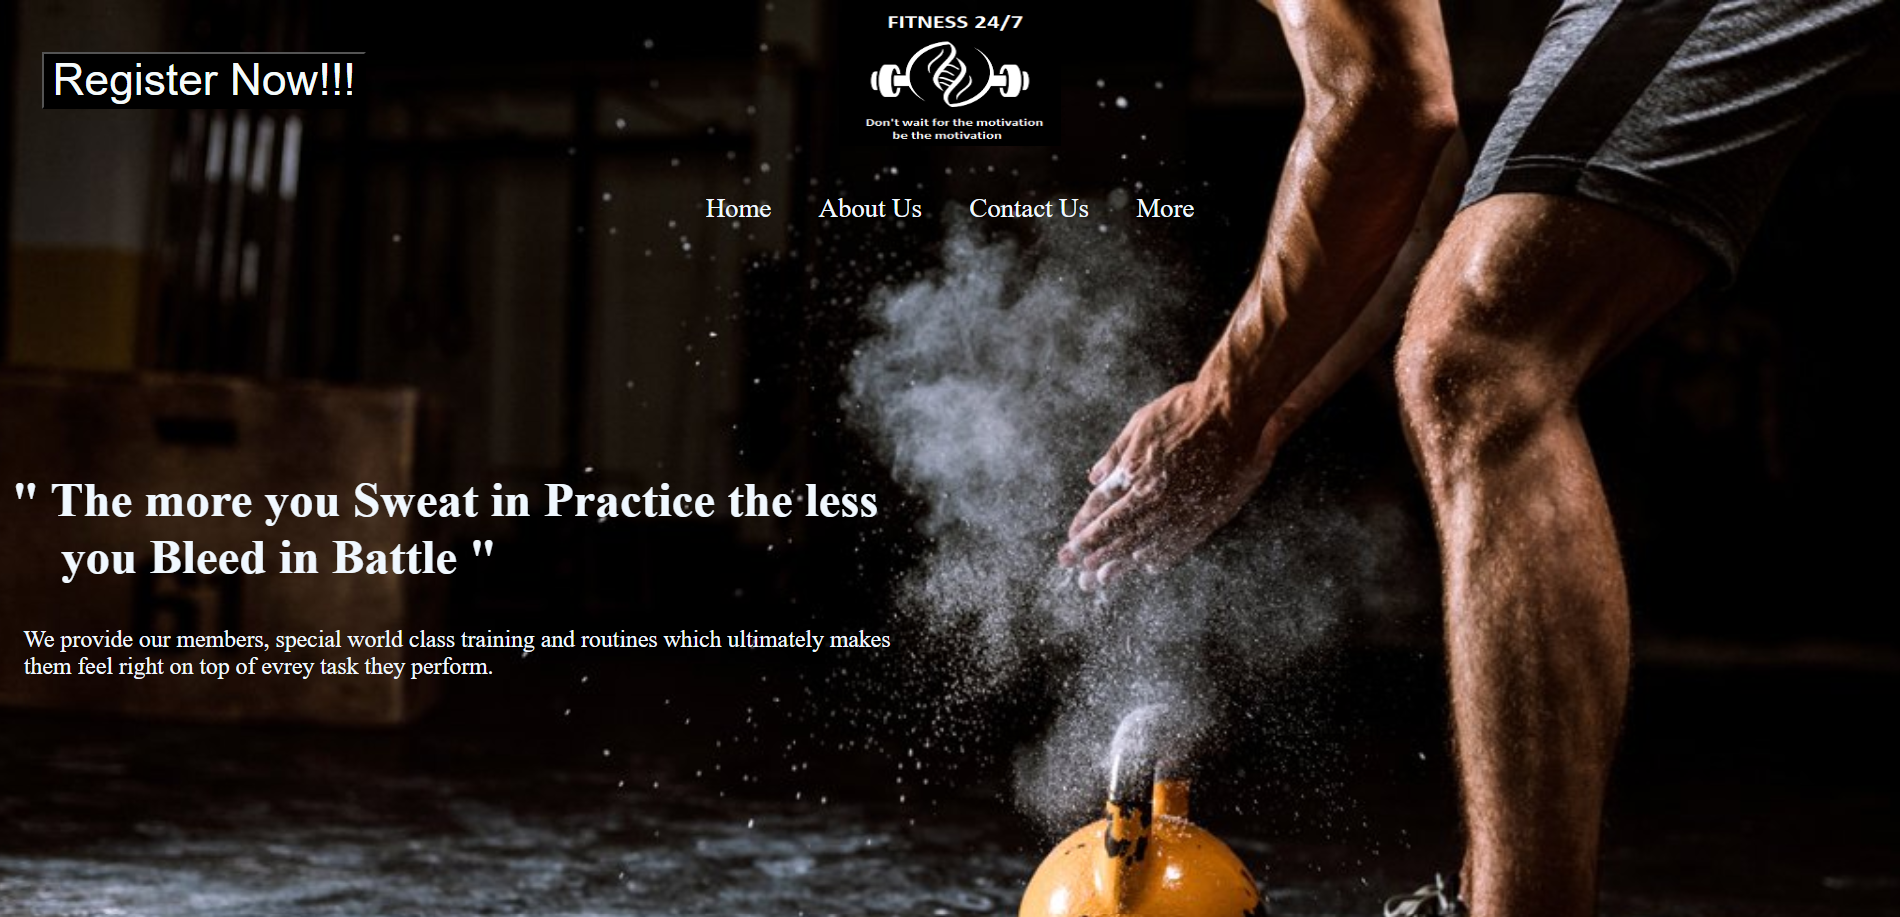 FITNESS 24/7
Register Now!!!
Don't wait for the motivation
be the motivation
Home About Us Contact Us More
" The more you Sweat in Practice the less
you Bleed in Battle "
We provide our members, special world class training and routines which ultimately makes
them feel right on top of evrey task they perform.